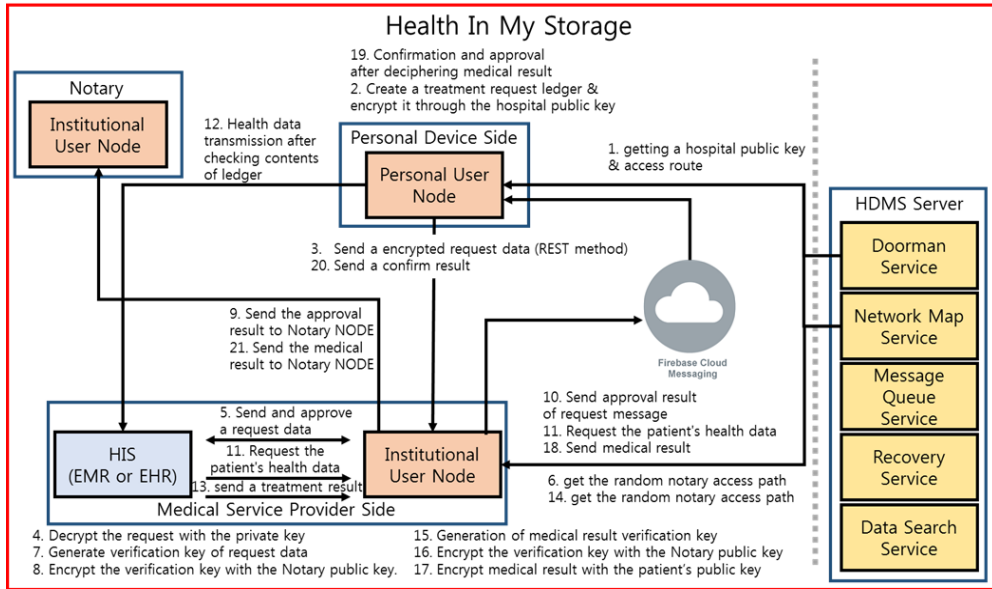 Health In My Storage
19. Confirmation and approval
after deciphering medical result
2. Create a treatment request ledger &
encrypt it through the hospital public key
Notary
Institutional
User Node
12. Health data
transmission after
checking contents
of ledger
Personal Device Side
Personal User
Node
1. getting a hospital public key
& access route
HDMS Server
Doorman
Service
Network Map
Service
Message
Queue
Service
Recovery
Service
Data Search
Service
3. Send a encrypted request data (REST method)
20. Send a confirm result
Firebase Cloud
Messaging
9. Send the approval
result to Notary NODE
21. Send the medical
result to Notary NODE
10. Send approval result
of request message
11. Request the patient's health data
18. Send medical result
HIS
(EMR or EHR)
5. Send and approve
a request data
11. Request the
patient's health data
13. send a treatment result
Institutional
User Node
Medical Service Provider Side
6. get the random notary access path
14. get the random notary access path
4. Decrypt the request with the private key
7. Generate verification key of request data
8. Encrypt the verification key with the Notary public key.
15. Generation of medical result verification key
16. Encrypt the verification key with the Notary public key
17. Encrypt medical result with the patient's public key